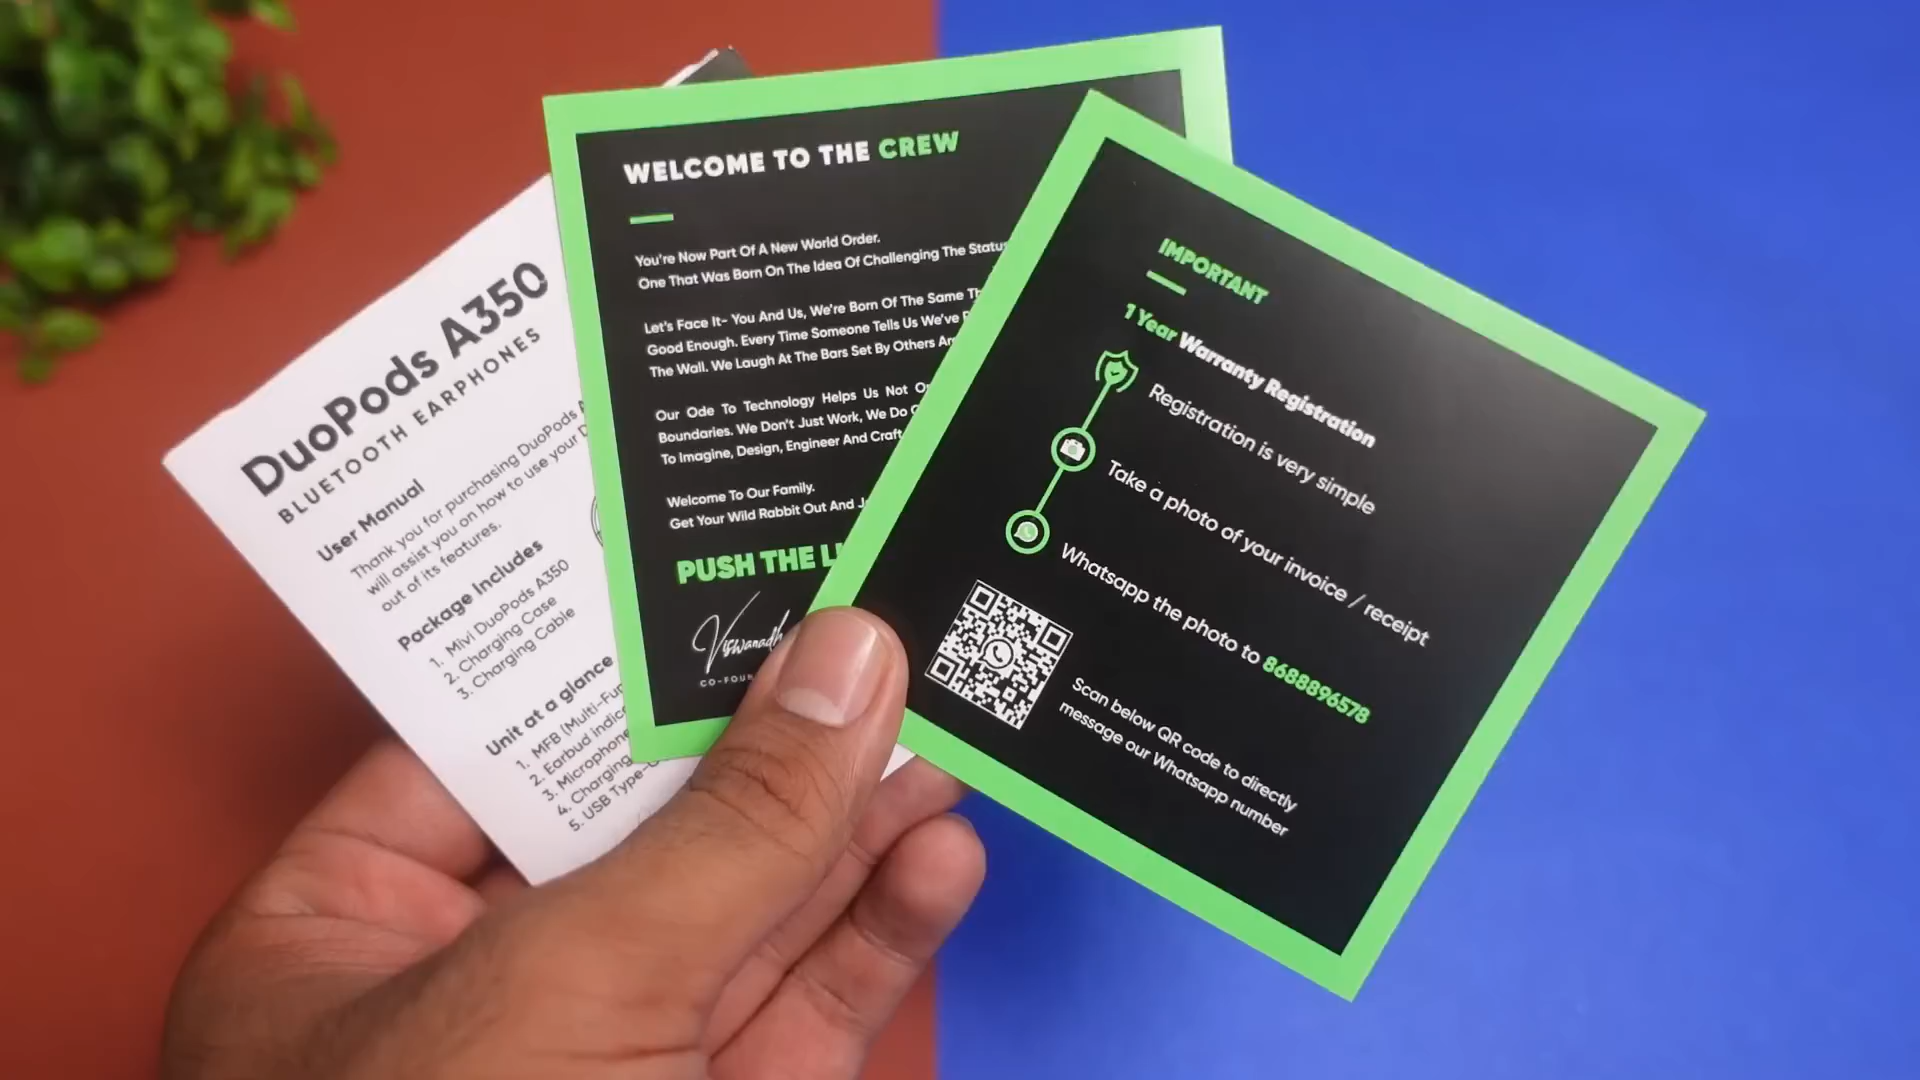 DuoPods A350
BLUETOOTH EARPHONES
User Manual
Thank you for purchasing DuoPods
will assist you on how to use your
out of its features.
Package Includes
1. Mivi DuoPods A350
2. Charging Case
3. Charging Cable
Unit at a glance
1. MFB (Multi-Fun
2. Earbud indic
3. Microphone
4. Charging
5. USB Type-C
WELCOME TO THE CREW
You're Now Part Of A New World Order.
One That Was Born On The Idea Of Challenging The Status
Let's Face It- You And Us, We're Born Of The Same Th
Good Enough. Every Time Someone Tells Us We've
The Wall. We Laugh At The Bars Set By Others
Our Ode To Technology Helps Us Not
Boundaries. We Don't Just Work, We Do
To Imagine, Design, Engineer And Craft
Welcome To Our Family.
Get Your Wild Rabbit Out And
PUSH THE
Viswanadh
CO-FOUN
IMPORTANT
1 Year Warranty Registration
Registration is very simple
Take a photo of your invoice / receipt
Whatsapp the photo to 8688896578
Scan below QR code to directly
message our Whatsapp number